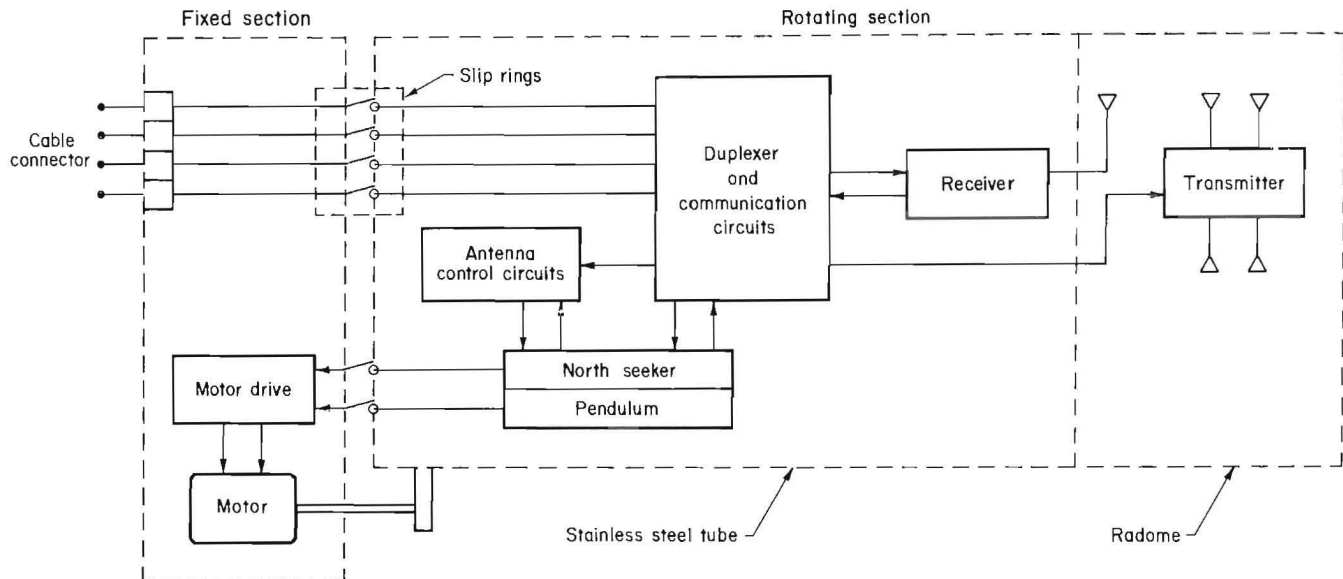 Fixed section
Rotating section
Slip rings
Cable
connector
Duplexer
and
communication
circuits
Receiver
Transmitter
Antenna
control circuits
North seeker
Pendulum
Motor drive
Motor
Stainless steel tube
Radome